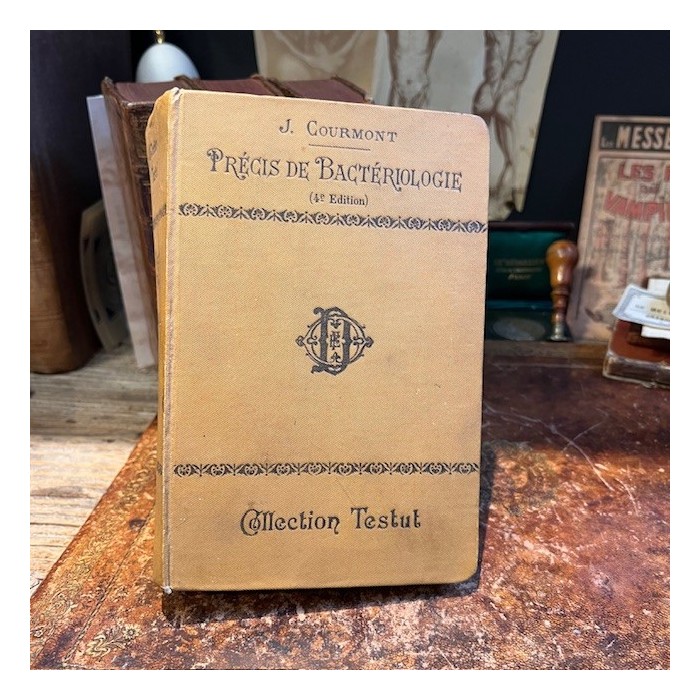 J. Courmont
Précis de Bactériologie
(4e Edition)
Collection Testut
MESSE
LES
VAMPI